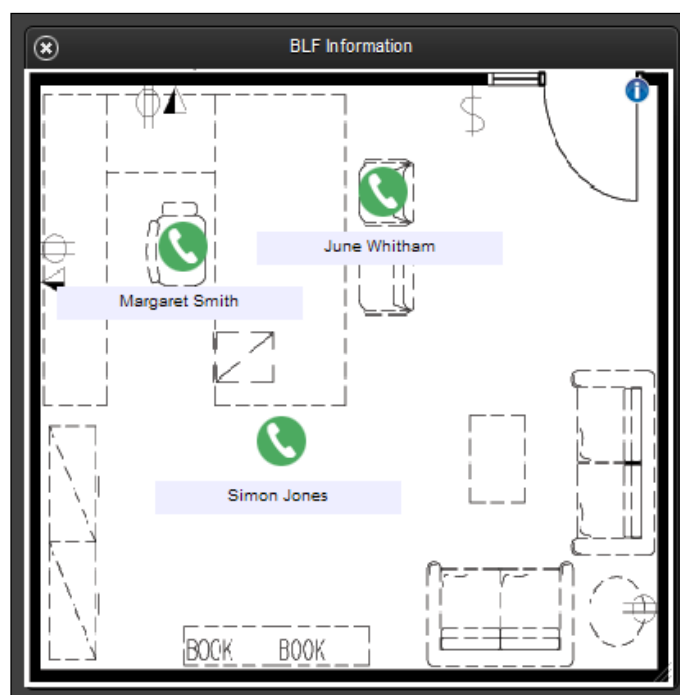 BLF Information
June Whitham
Margaret Smith
Simon Jones
BOOK BOOK